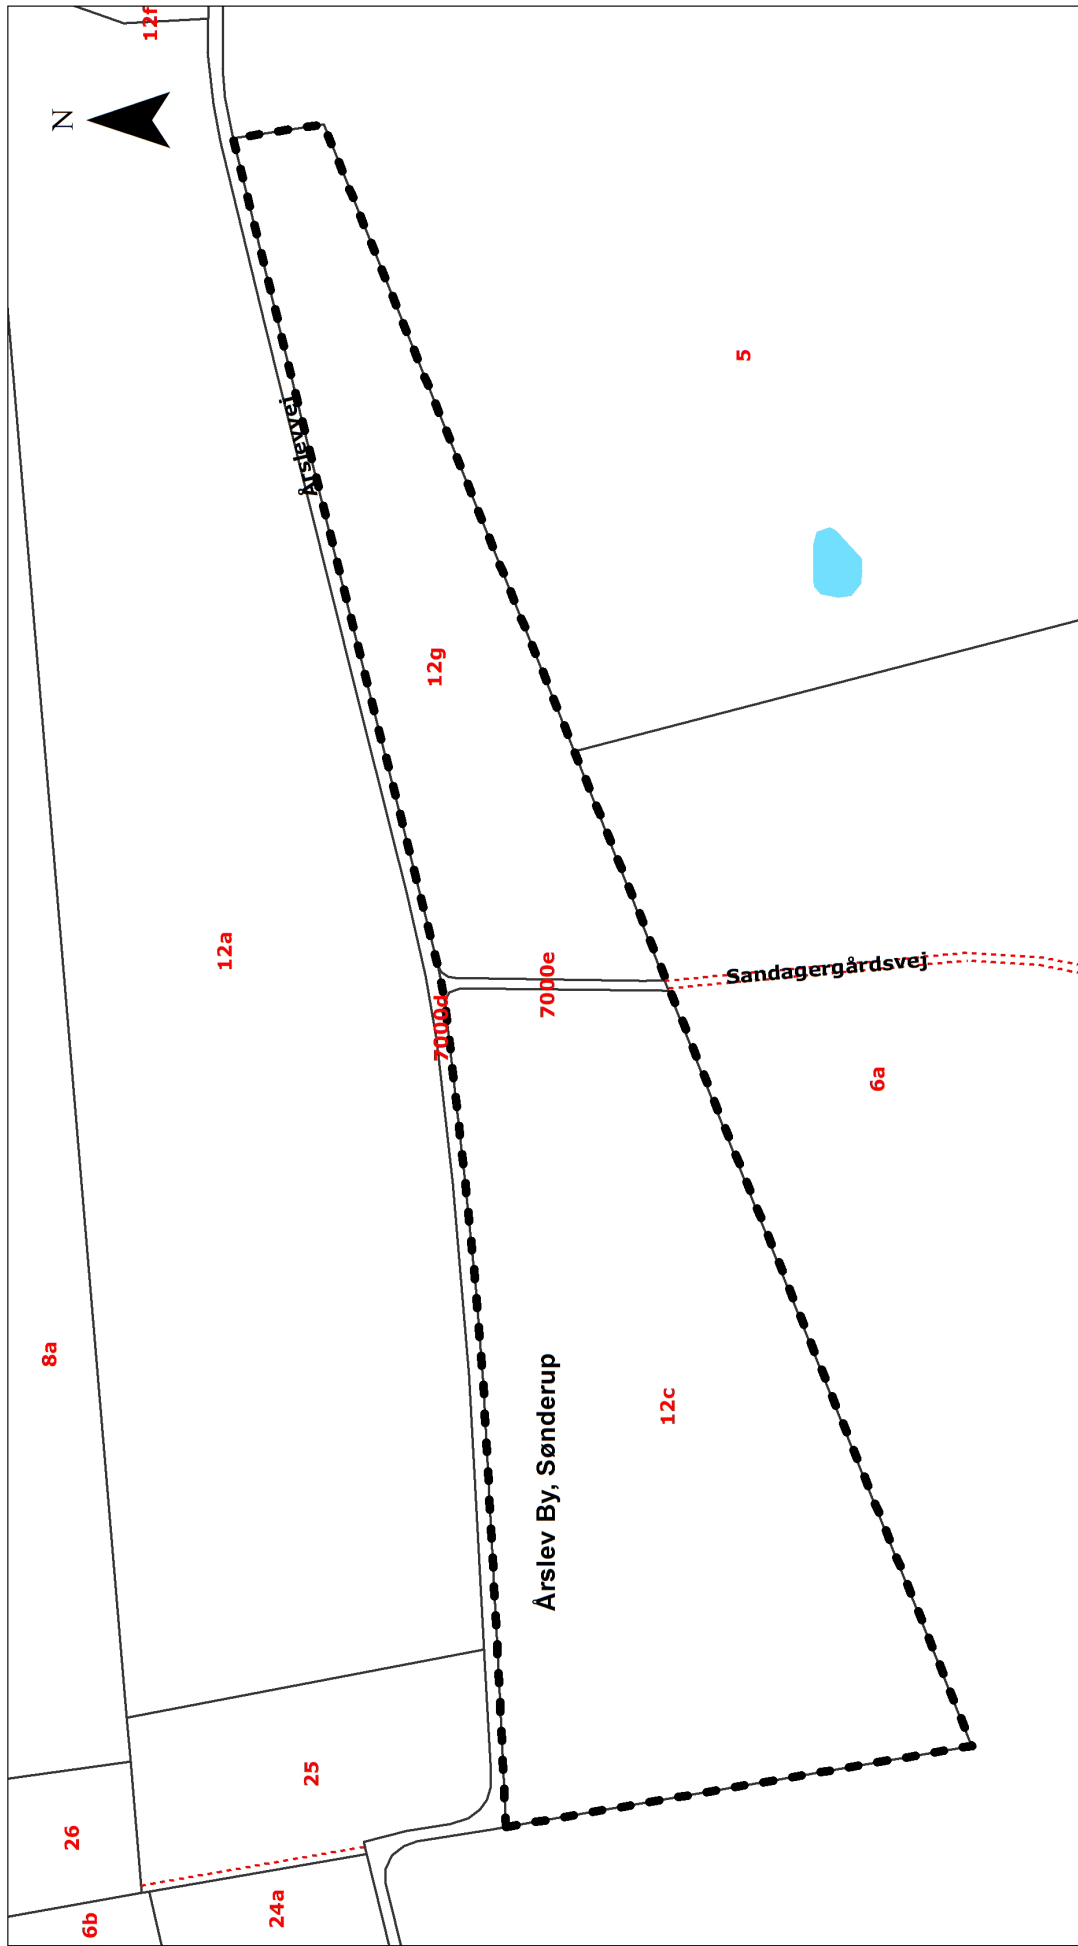 N
12f
8a
12a
Årslevvej
5
12g
7000d
7000e
Sandagergårdsvej
6a
Årslev By, Sønderup
12c
26
25
6b
24a